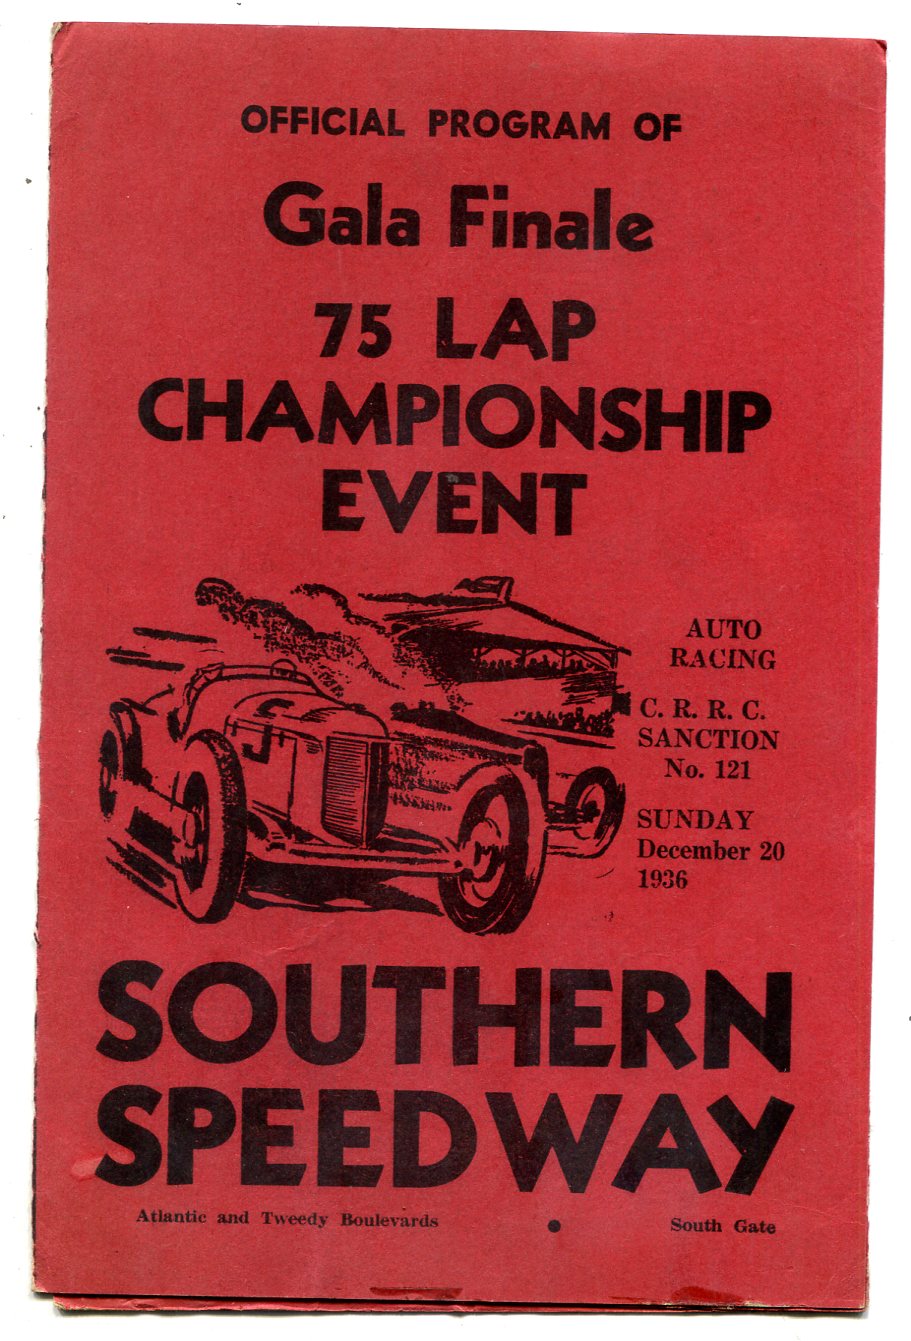 OFFICIAL PROGRAM OF
Gala Finale
75 LAP
CHAMPIONSHIP
EVENT
AUTO
RACING
C. R. R. C.
SANCTION
No. 121
SUNDAY
December 20
1936
5
SOUTHERN
SPEEDWAY
Atlantic and Tweedy Boulevards • South Gate